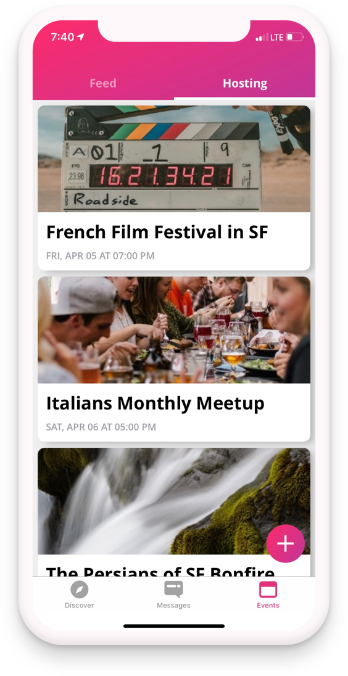 7:40
LTE
Feed
Hosting
A 01 1 9
FPS 23.98
16.21.34.21
Roadside
French Film Festival in SF
FRI, APR 05 AT 07:00 PM
Italians Monthly Meetup
SAT, APR 06 AT 05:00 PM
The Persians of SF Bonfire
Discover
Messages
Events